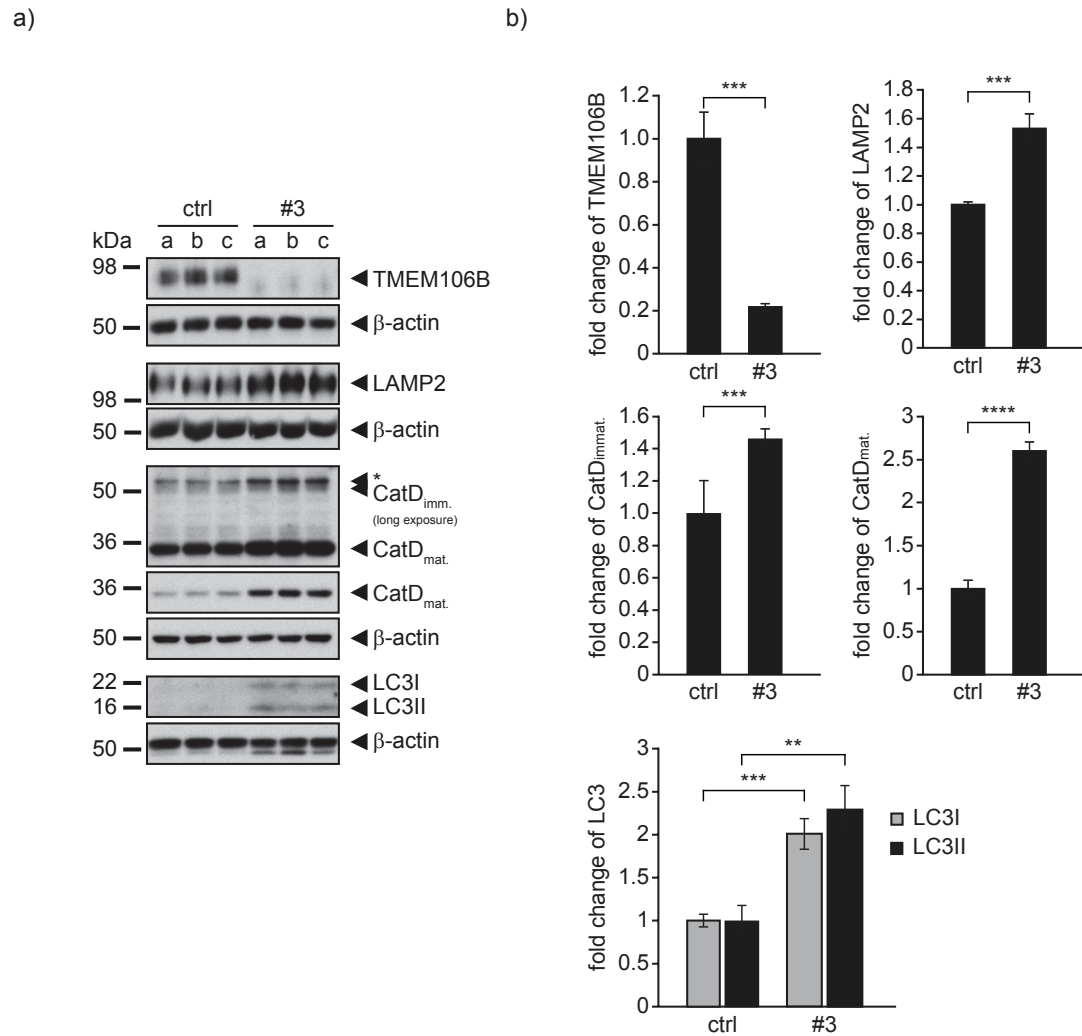 a)
b)
ctrl #3
kDa a b c a b c
98
TMEM106B
50
β-actin
LAMP2
98
50
β-actin
*
50
CatDimm.
(long exposure)
36
CatDmat.
36
CatDmat.
50
β-actin
22
LC3I
16
LC3II
50
β-actin
fold change of TMEM106B
1.2
1.0
0.8
0.6
0.4
0.2
0
***
ctrl #3
fold change of LAMP2
1.8
1.6
1.4
1.2
1.0
0.8
0.6
0.4
0.2
0
***
ctrl #3
fold change of CatDimmat.
1.6
1.4
1.2
1.0
0.8
0.6
0.4
0.2
0
***
ctrl #3
fold change of CatDmat.
3
2.5
2
1.5
1
0.5
0
****
ctrl #3
fold change of LC3
3
2.5
2
1.5
1
0.5
0
**
***
LC3I
LC3II
ctrl #3